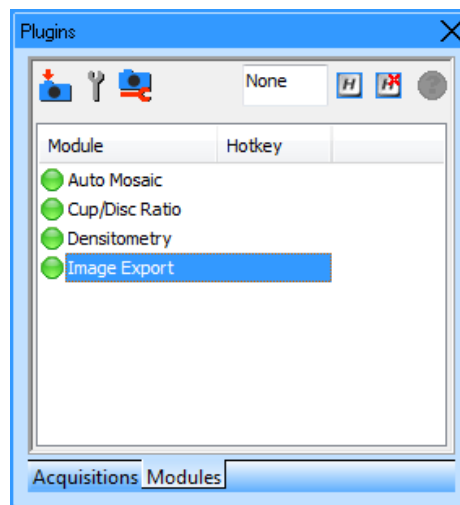 Plugins
None H H
Module Hotkey
Auto Mosaic
Cup/Disc Ratio
Densitometry
Image Export
Acquisitions Modules